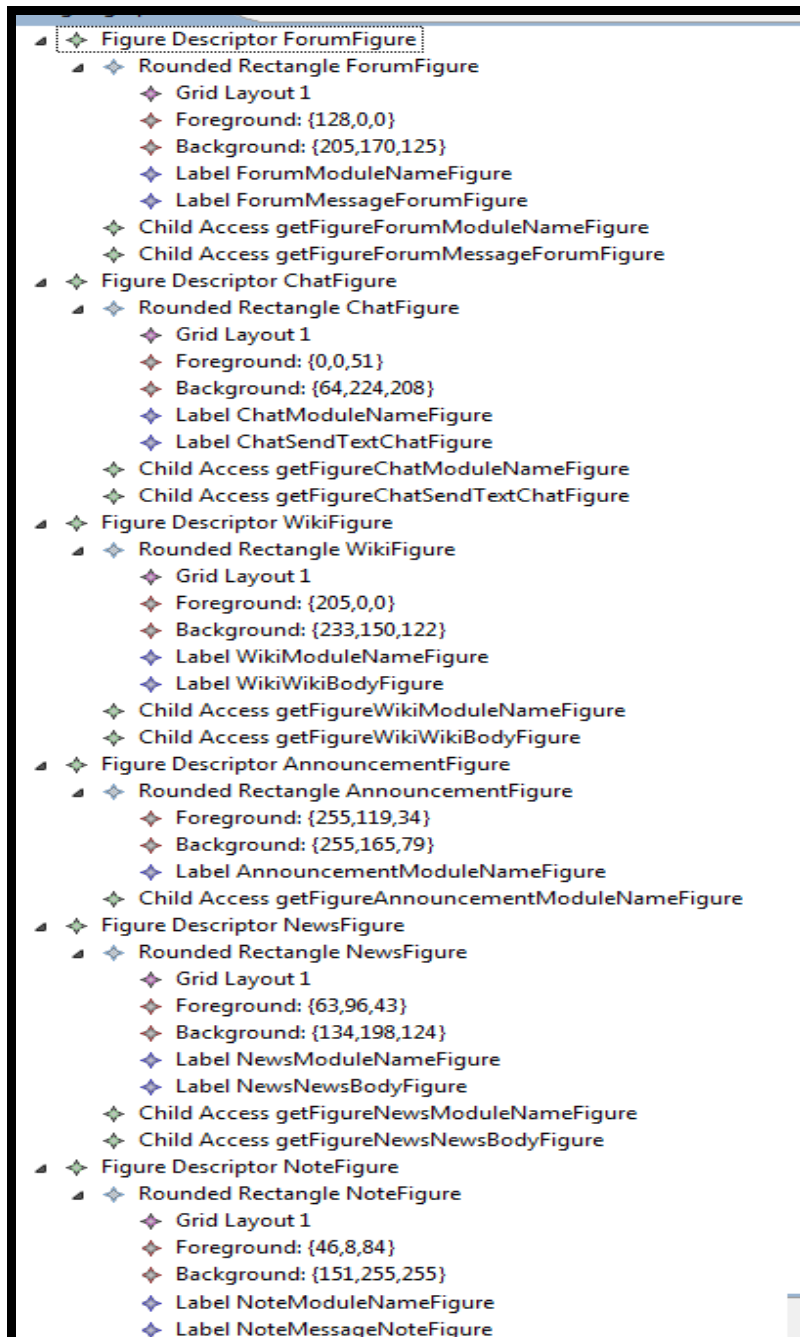 Figure Descriptor ForumFigure
Rounded Rectangle ForumFigure
Grid Layout 1
Foreground: {128,0,0}
Background: {205,170,125}
Label ForumModuleNameFigure
Label ForumMessageForumFigure
Child Access getFigureForumModuleNameFigure
Child Access getFigureForumMessageForumFigure
Figure Descriptor ChatFigure
Rounded Rectangle ChatFigure
Grid Layout 1
Foreground: {0,0,51}
Background: {64,224,208}
Label ChatModuleNameFigure
Label ChatSendTextChatFigure
Child Access getFigureChatModuleNameFigure
Child Access getFigureChatSendTextChatFigure
Figure Descriptor WikiFigure
Rounded Rectangle WikiFigure
Grid Layout 1
Foreground: {205,0,0}
Background: {233,150,122}
Label WikiModuleNameFigure
Label WikiWikiBodyFigure
Child Access getFigureWikiModuleNameFigure
Child Access getFigureWikiWikiBodyFigure
Figure Descriptor AnnouncementFigure
Rounded Rectangle AnnouncementFigure
Foreground: {255,119,34}
Background: {255,165,79}
Label AnnouncementModuleNameFigure
Child Access getFigureAnnouncementModuleNameFigure
Figure Descriptor NewsFigure
Rounded Rectangle NewsFigure
Grid Layout 1
Foreground: {63,96,43}
Background: {134,198,124}
Label NewsModuleNameFigure
Label NewsNewsBodyFigure
Child Access getFigureNewsModuleNameFigure
Child Access getFigureNewsNewsBodyFigure
Figure Descriptor NoteFigure
Rounded Rectangle NoteFigure
Grid Layout 1
Foreground: {46,8,84}
Background: {151,255,255}
Label NoteModuleNameFigure
Label NoteMessageNoteFigure